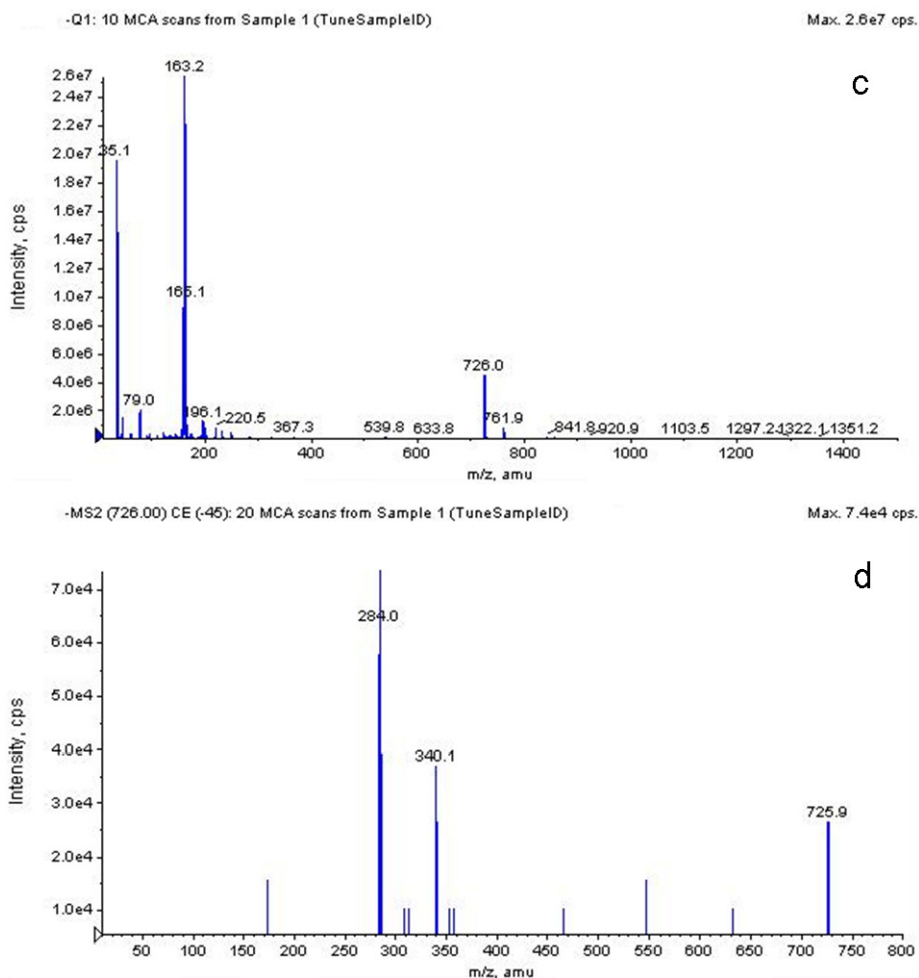 -Q1: 10 MCA scans from Sample 1 (TuneSampleID) Max. 2.6e7 cps.
c
163.2
2.6e7
2.4e7
2.2e7
2.0e7
35.1
1.8e7
1.6e7
1.4e7
1.2e7
1.0e7
165.1
8.0e6
6.0e6
4.0e6
2.0e6
Intensity, cps
79.0
196.1
220.5
367.3
539.8
633.8
726.0
761.9
841.8
920.9
1103.5
1297.2
1322.1
1351.2
200 400 600 800 1000 1200 1400
m/z, amu
-MS2 (726.00) CE (-45): 20 MCA scans from Sample 1 (TuneSampleID) Max. 7.4e4 cps.
d
7.0e4
6.0e4
5.0e4
4.0e4
3.0e4
2.0e4
1.0e4
Intensity, cps
284.0
340.1
725.9
50 100 150 200 250 300 350 400 450 500 550 600 650 700 750 800
m/z, amu